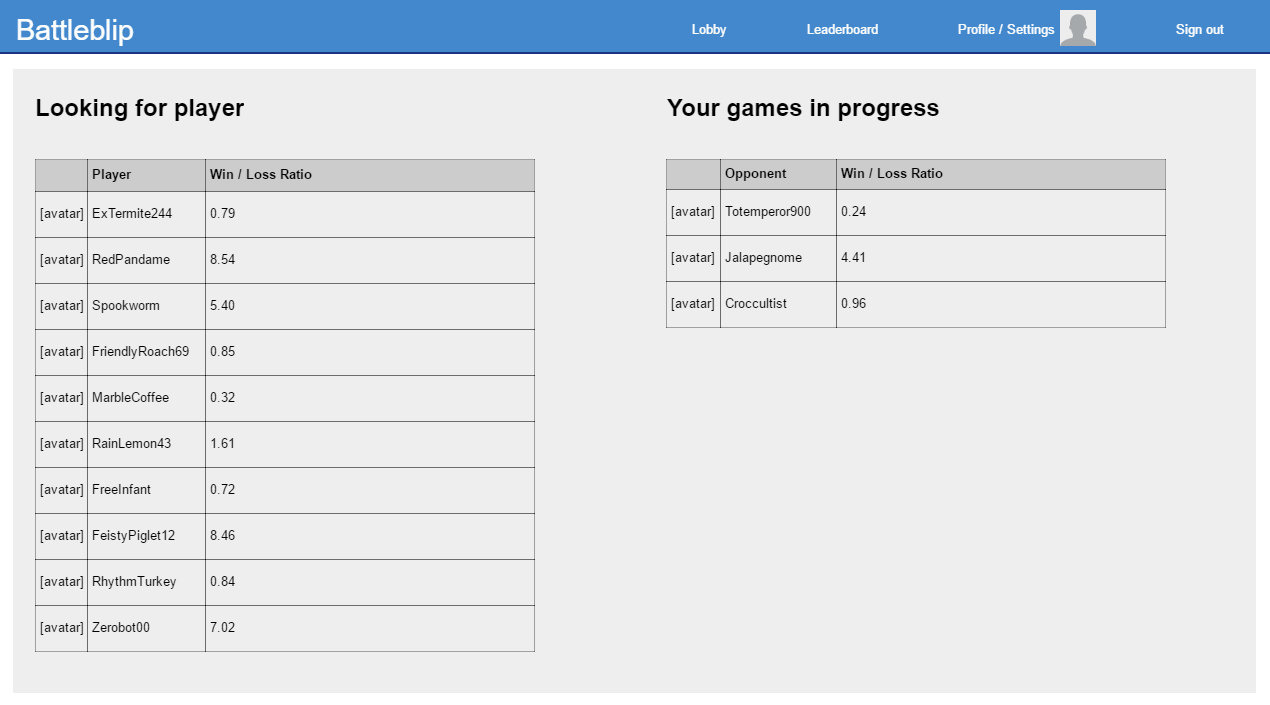 Battleblip
Lobby Leaderboard Profile / Settings Sign out
Looking for player
Player Win / Loss Ratio
[avatar] ExTermite244 0.79
[avatar] RedPandame 8.54
[avatar] Spookworm 5.40
[avatar] FriendlyRoach69 0.85
[avatar] MarbleCoffee 0.32
[avatar] RainLemon43 1.61
[avatar] FreeInfant 0.72
[avatar] FeistyPiglet12 8.46
[avatar] RhythmTurkey 0.84
[avatar] Zerobot00 7.02
Your games in progress
Opponent Win / Loss Ratio
[avatar] Totemperor900 0.24
[avatar] Jalapegnome 4.41
[avatar] Croccultist 0.96